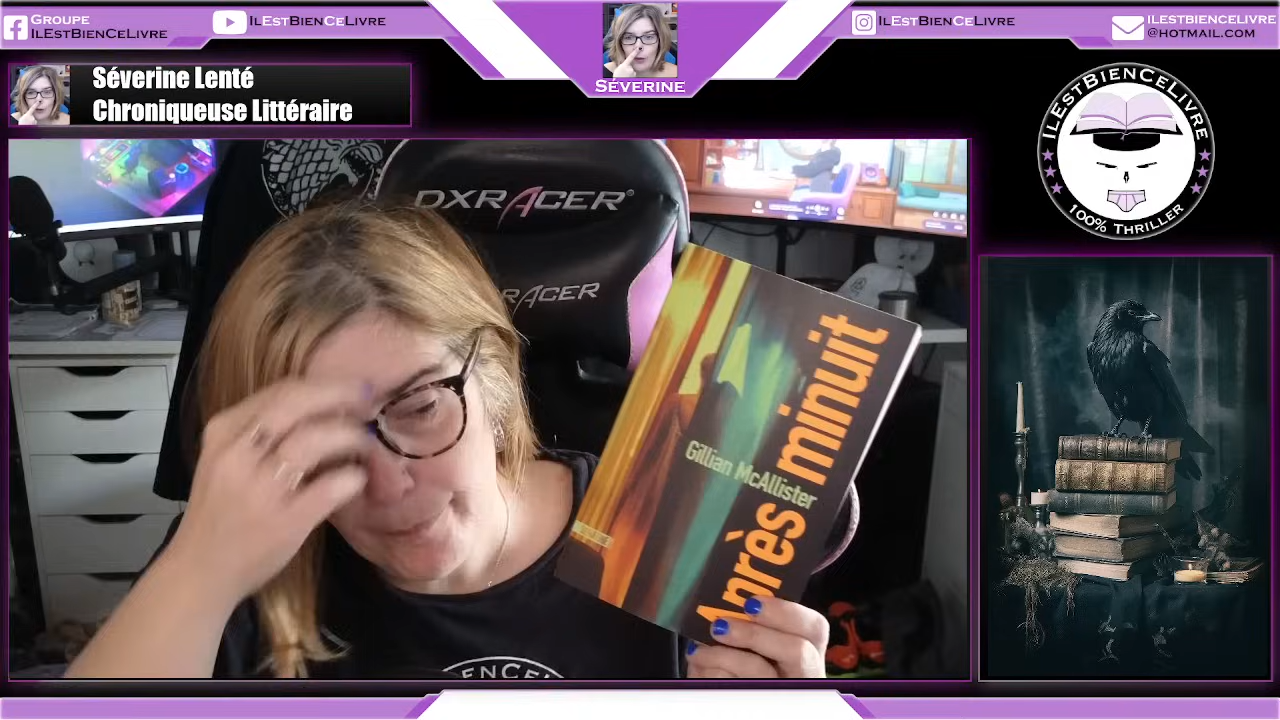 GROUPE
ILESTBIENCELIVRE
ILESTBIENCELIVRE
SÉVERINE
ILESTBIENCELIVRE
ILESTBIENCELIVRE
@HOTMAIL.COM
Séverine Lenté
Chroniqueuse Littéraire
ILESTBIENCELIVRE
100% THRILLER
DXRACER®
RACER
Après minuit
Gillian McAllister
ENCE